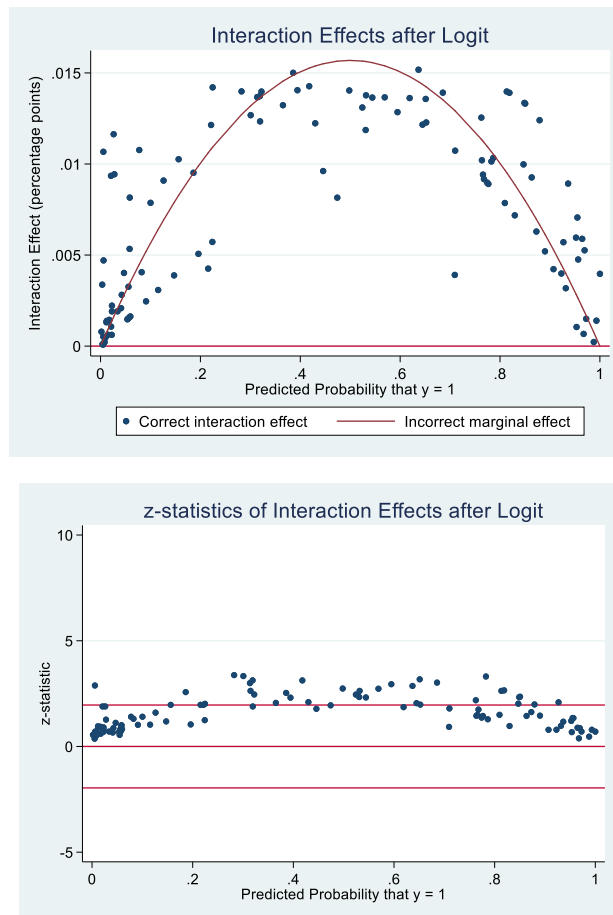 Interaction Effects after Logit
Interaction Effect (percentage points)
.015
.01
.005
0
0 .2 .4 .6 .8 1
Predicted Probability that y = 1
Correct interaction effect Incorrect marginal effect
z-statistics of Interaction Effects after Logit
z-statistic
10
5
0
-5
0 .2 .4 .6 .8 1
Predicted Probability that y = 1